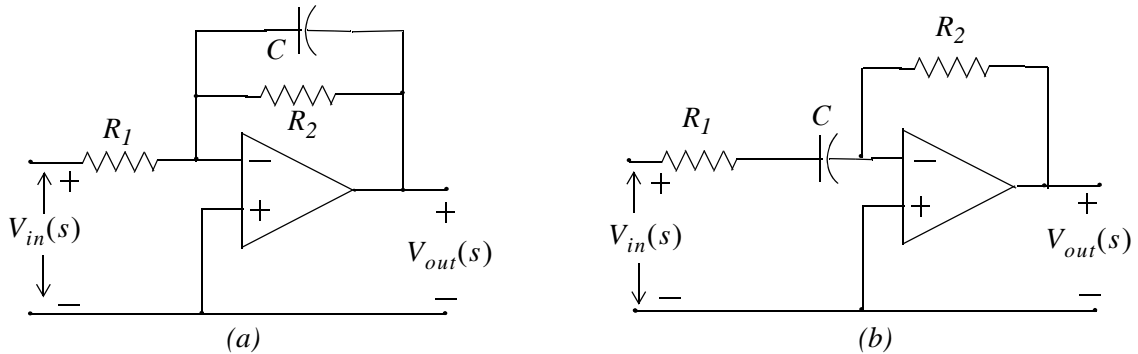 C
R2
R1
−
+
+
−
Vin(s)
+
−
Vout(s)
(a)
R2
C
R1
−
+
+
−
Vin(s)
+
−
Vout(s)
(b)